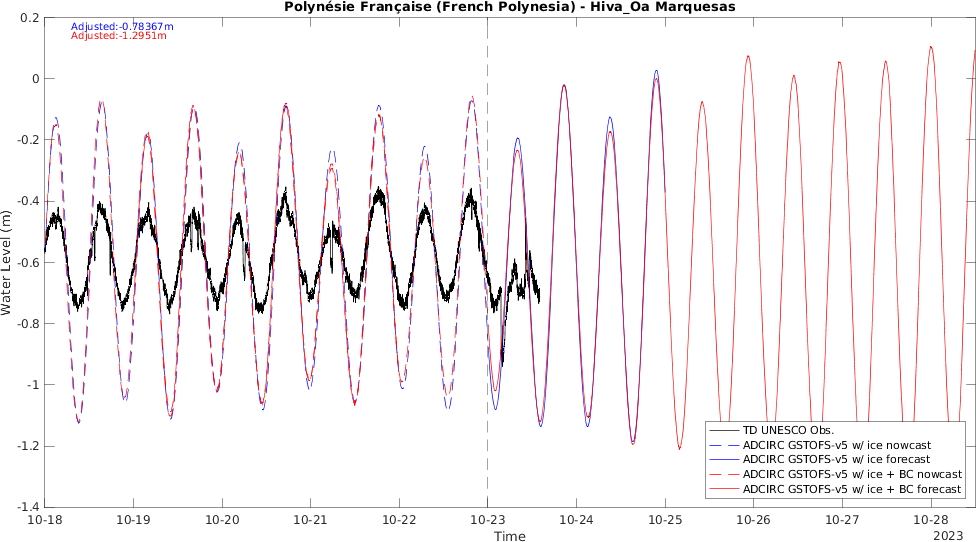 Polynésie Française (French Polynesia) - Hiva_Oa Marquesas
Adjusted:-0.78367m
Adjusted:-1.2951m
Water Level (m)
0.2
0
-0.2
-0.4
-0.6
-0.8
-1
-1.2
-1.4
TD UNESCO Obs.
ADCIRC GSTOFS-v5 w/ ice nowcast
ADCIRC GSTOFS-v5 w/ ice forecast
ADCIRC GSTOFS-v5 w/ ice + BC nowcast
ADCIRC GSTOFS-v5 w/ ice + BC forecast
10-18 10-19 10-20 10-21 10-22 10-23 10-24 10-25 10-26 10-27 10-28
2023
Time